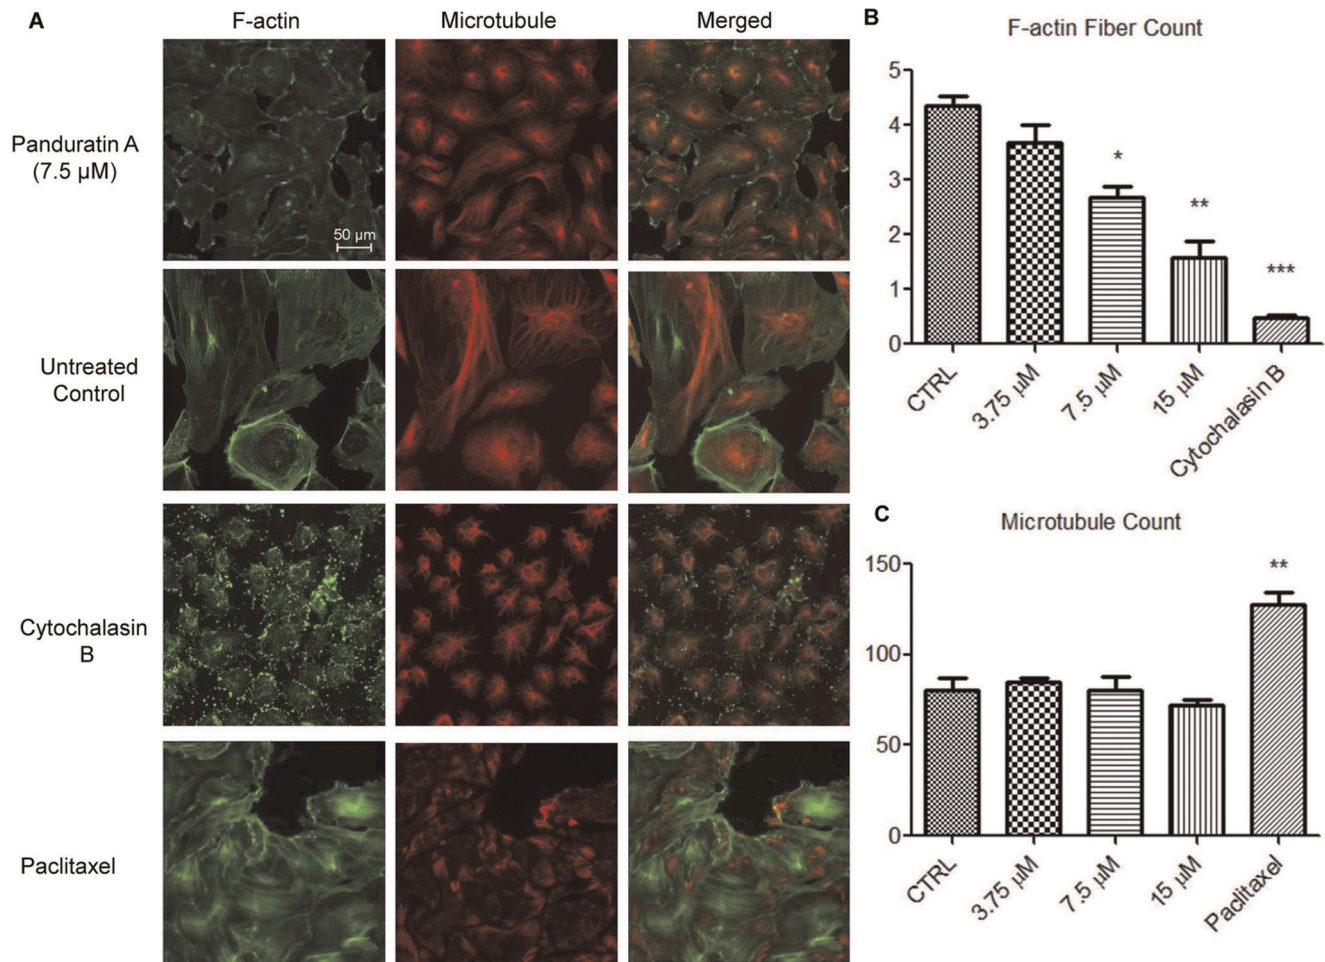 A
F-actin
Microtubule
Merged
Panduratin A
(7.5 µM)
50 µm
Untreated
Control
Cytochalasin
B
Paclitaxel
B
F-actin Fiber Count
5
4
3
2
1
0
*
**
***
CTRL
3.75 µM
7.5 µM
15 µM
Cytochalasin B
C
Microtubule Count
150
100
50
0
**
CTRL
3.75 µM
7.5 µM
15 µM
Paclitaxel